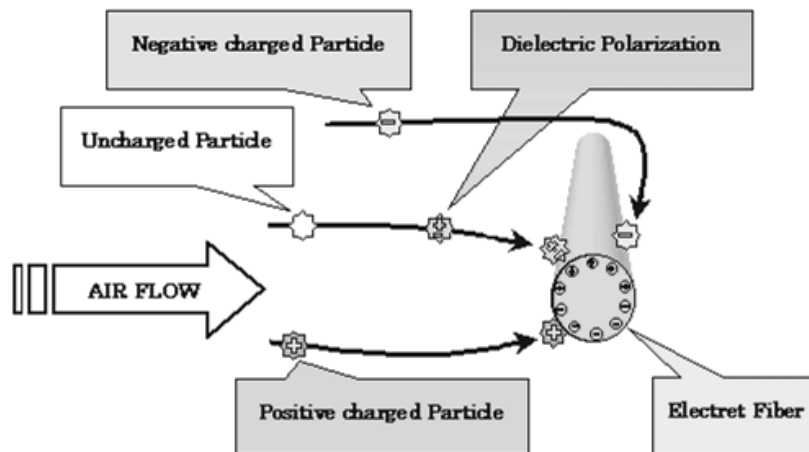 Negative charged Particle
Dielectric Polarization
Uncharged Particle
AIR FLOW
Positive charged Particle
Electret Fiber